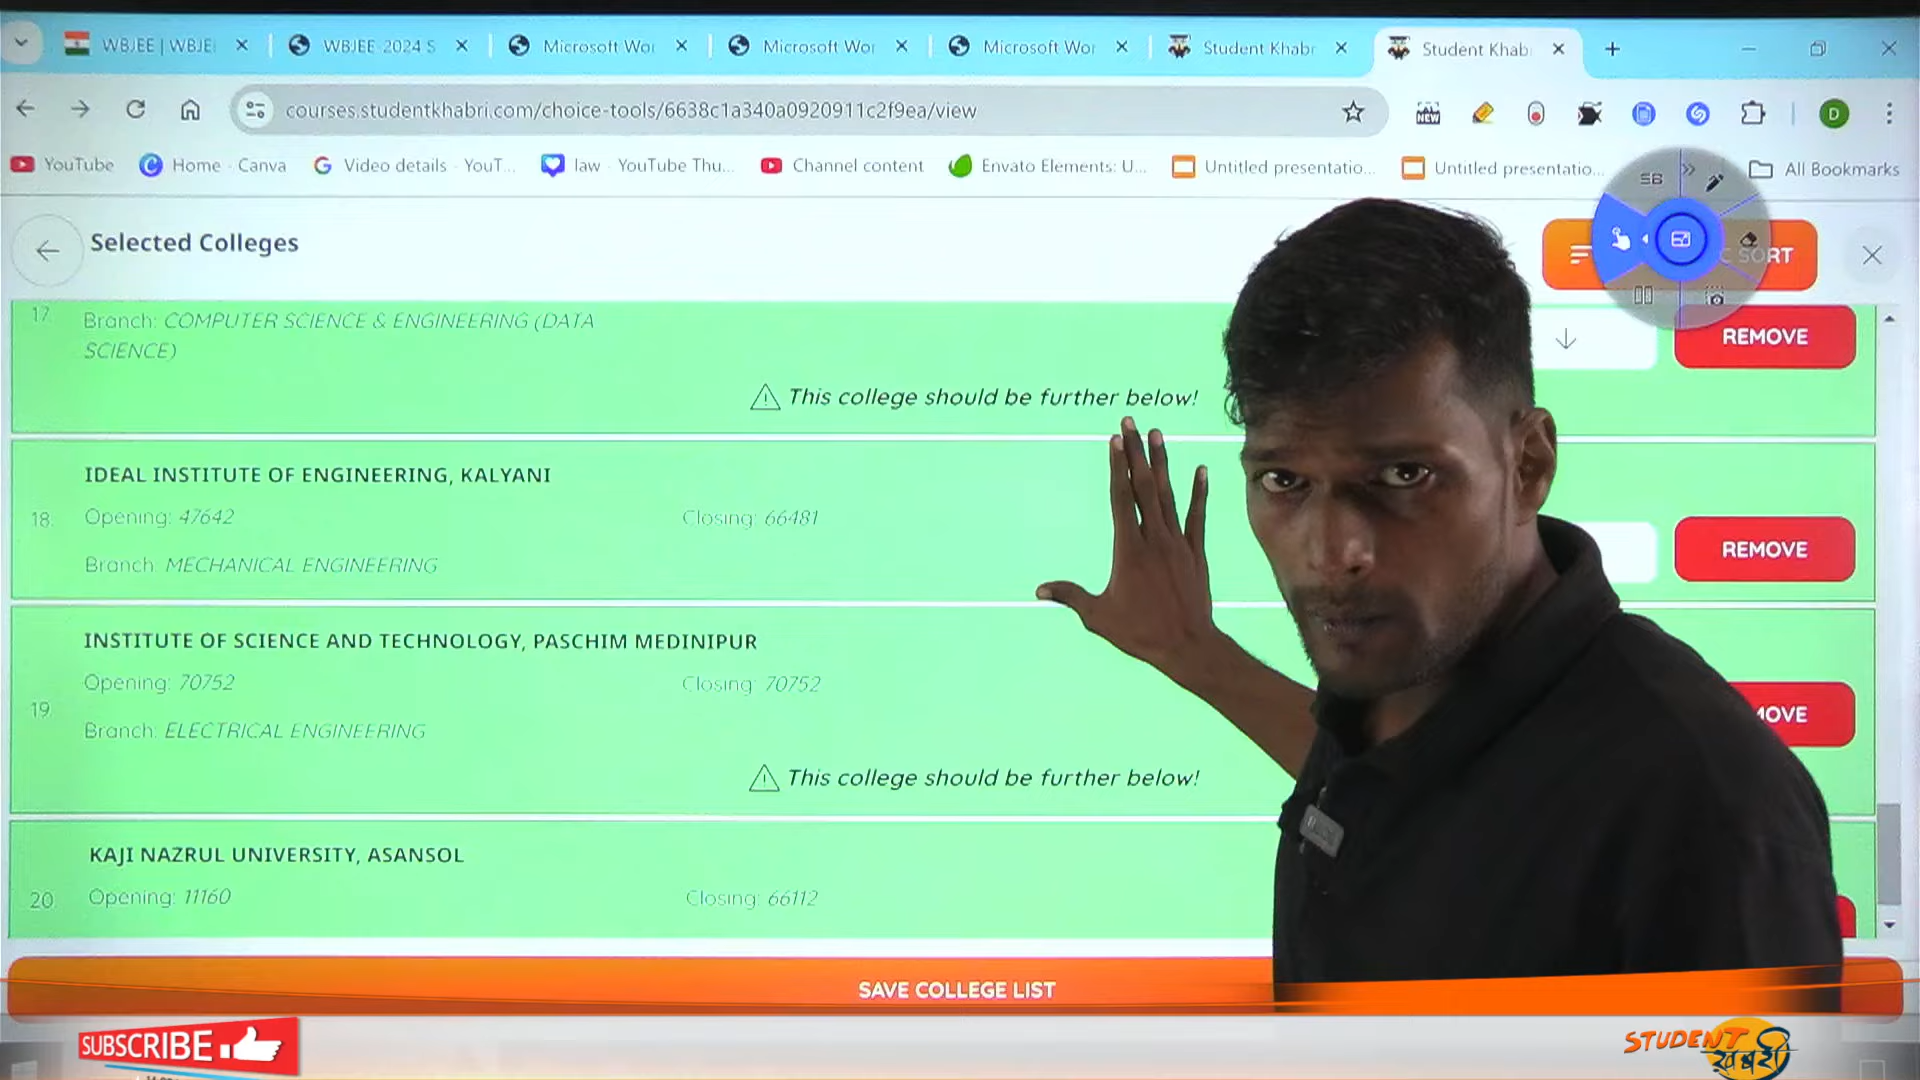 WBJEE | WBJE
WBJEE 2024 S
Microsoft Wor
Microsoft Wor
Microsoft Wor
Student Khabr
Student Khab
courses.studentkhabri.com/choice-tools/6638c1a340a0920911c2f9ea/view
D
YouTube
Home - Canva
Video details - YouT...
law - YouTube Thu...
Channel content
Envato Elements: U...
Untitled presentatio...
Untitled presentatio...
All Bookmarks
Selected Colleges
SORT
17.
Branch: COMPUTER SCIENCE & ENGINEERING (DATA
SCIENCE)
REMOVE
This college should be further below!
18.
IDEAL INSTITUTE OF ENGINEERING, KALYANI
Opening: 47642
Closing: 66481
Branch: MECHANICAL ENGINEERING
REMOVE
19.
INSTITUTE OF SCIENCE AND TECHNOLOGY, PASCHIM MEDINIPUR
Opening: 70752
Closing: 70752
Branch: ELECTRICAL ENGINEERING
MOVE
This college should be further below!
20.
KAJI NAZRUL UNIVERSITY, ASANSOL
Opening: 11160
Closing: 66112
SAVE COLLEGE LIST
SUBSCRIBE
STUDENT
खबरी